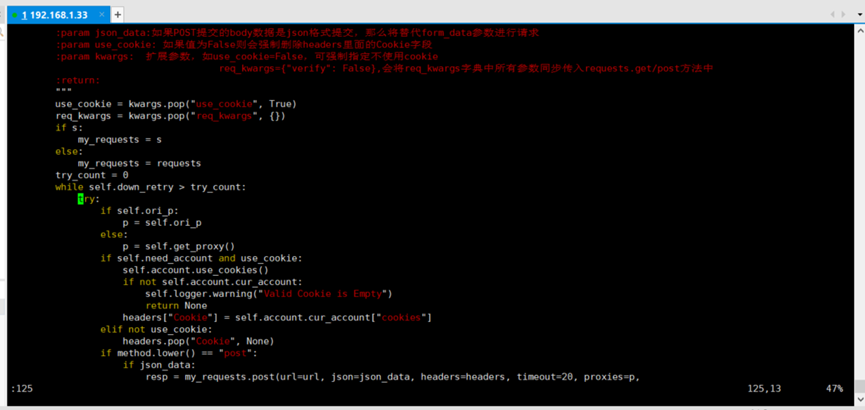 1 192.168.1.33
:param json_data:如果POST提交的body数据是json格式提交, 那么将替代form_data参数进行请求
:param use_cookie: 如果值为False则会强制删除headers里面的Cookie字段
:param kwargs: 扩展参数, 如use_cookie=False, 可强制指定不使用cookie
req_kwargs={"verify": False},会将req_kwargs字典中所有参数同步传入requests.get/post方法中
:return:
"""
use_cookie = kwargs.pop("use_cookie", True)
req_kwargs = kwargs.pop("req_kwargs", {})
if s:
my_requests = s
else:
my_requests = requests
try_count = 0
while self.down_retry > try_count:
try:
if self.ori_p:
p = self.ori_p
else:
p = self.get_proxy()
if self.need_account and use_cookie:
self.account.use_cookies()
if not self.account.cur_account:
self.logger.warning("Valid Cookie is Empty")
return None
headers["Cookie"] = self.account.cur_account["cookies"]
elif not use_cookie:
headers.pop("Cookie", None)
if method.lower() == "post":
if json_data:
resp = my_requests.post(url=url, json=json_data, headers=headers, timeout=20, proxies=p,
:125 125,13 47%